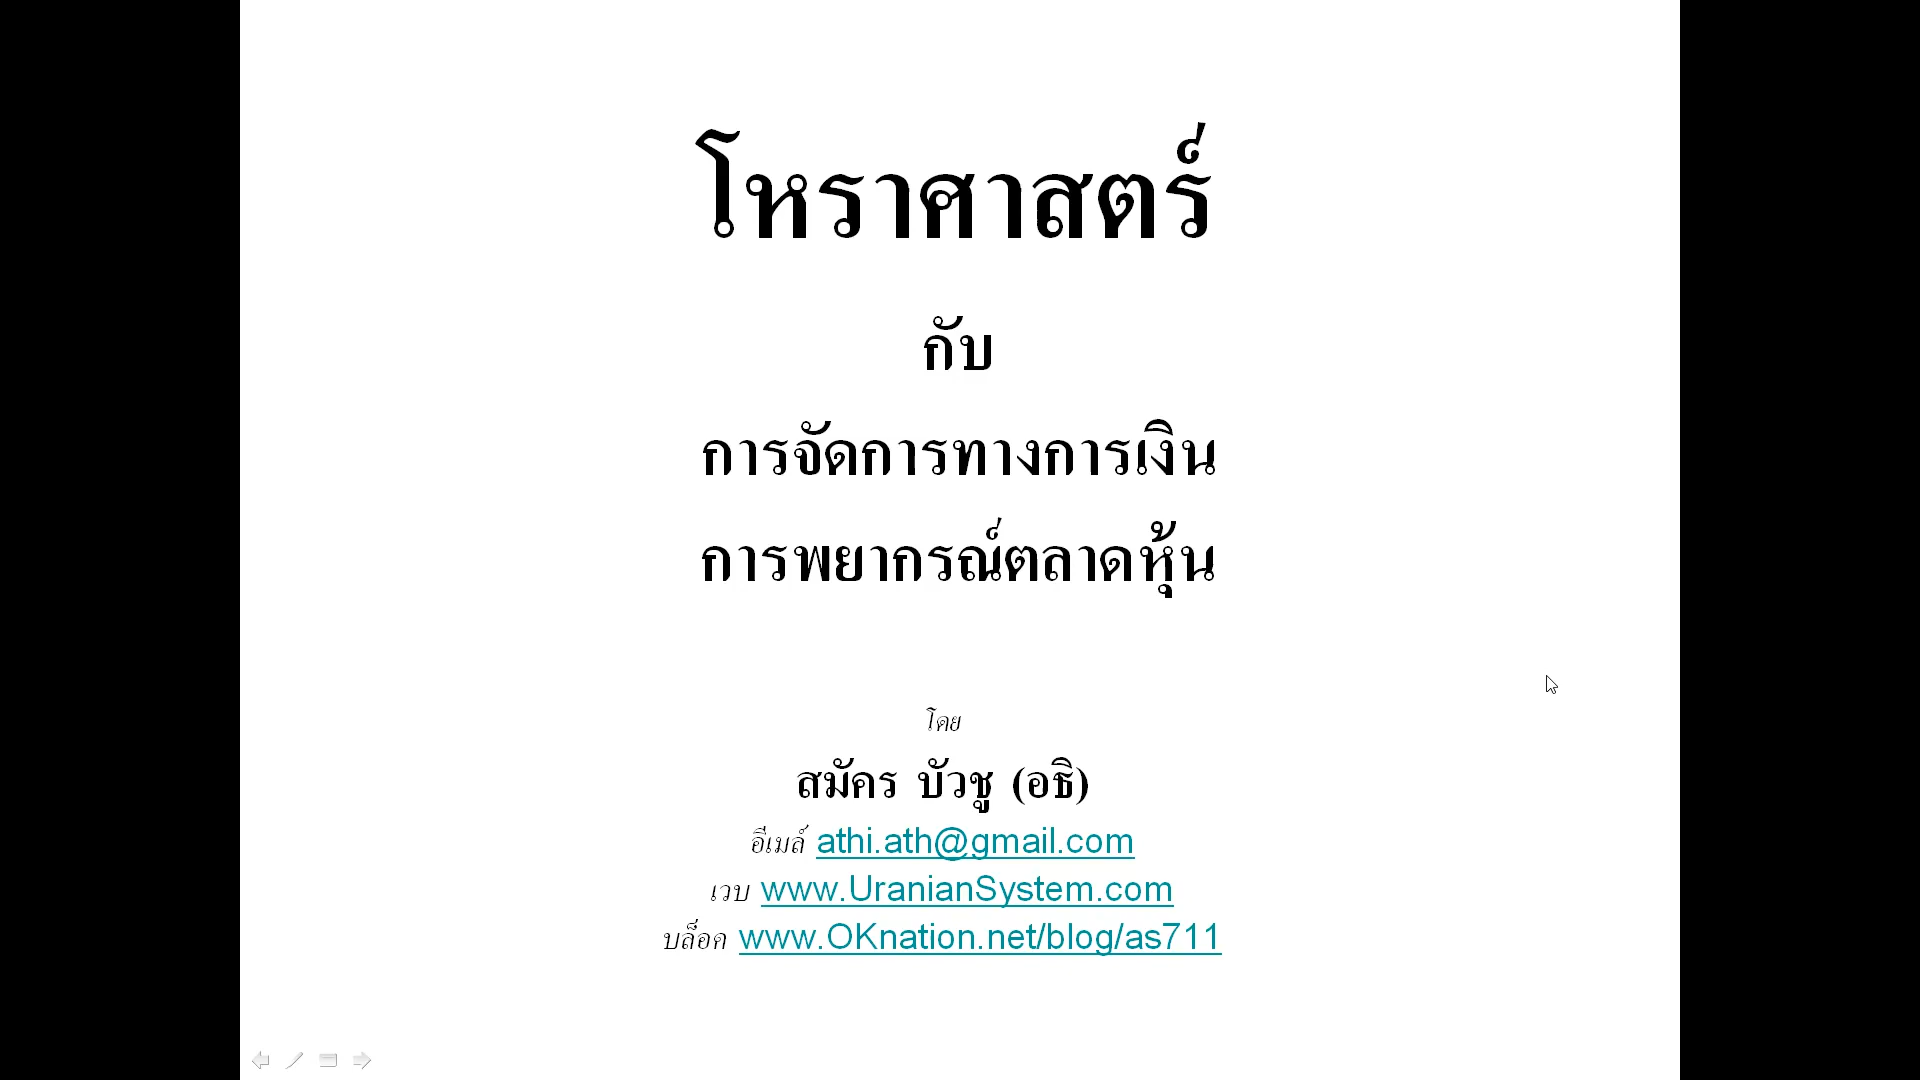 โหราศาสตร์
กับ
การจัดการทางการเงิน
การพยากรณ์ตลาดหุ้น
โดย
สมัคร บัวชู (อธิ)
อีเมล์ athi.ath@gmail.com
เวบ www.UranianSystem.com
บล็อค www.OKnation.net/blog/as711